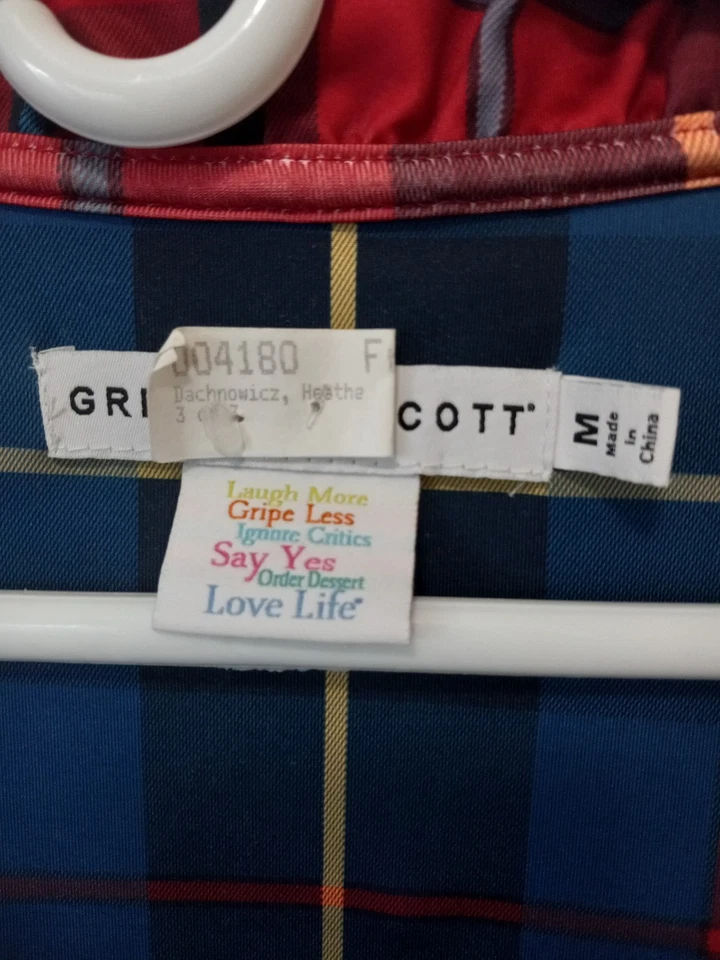 004180 F
Dachnowicz, Heathe
3
GRI COTT
M
Made
in
China
Laugh More
Gripe Less
Ignore Critics
Say Yes
Order Dessert
Love Life